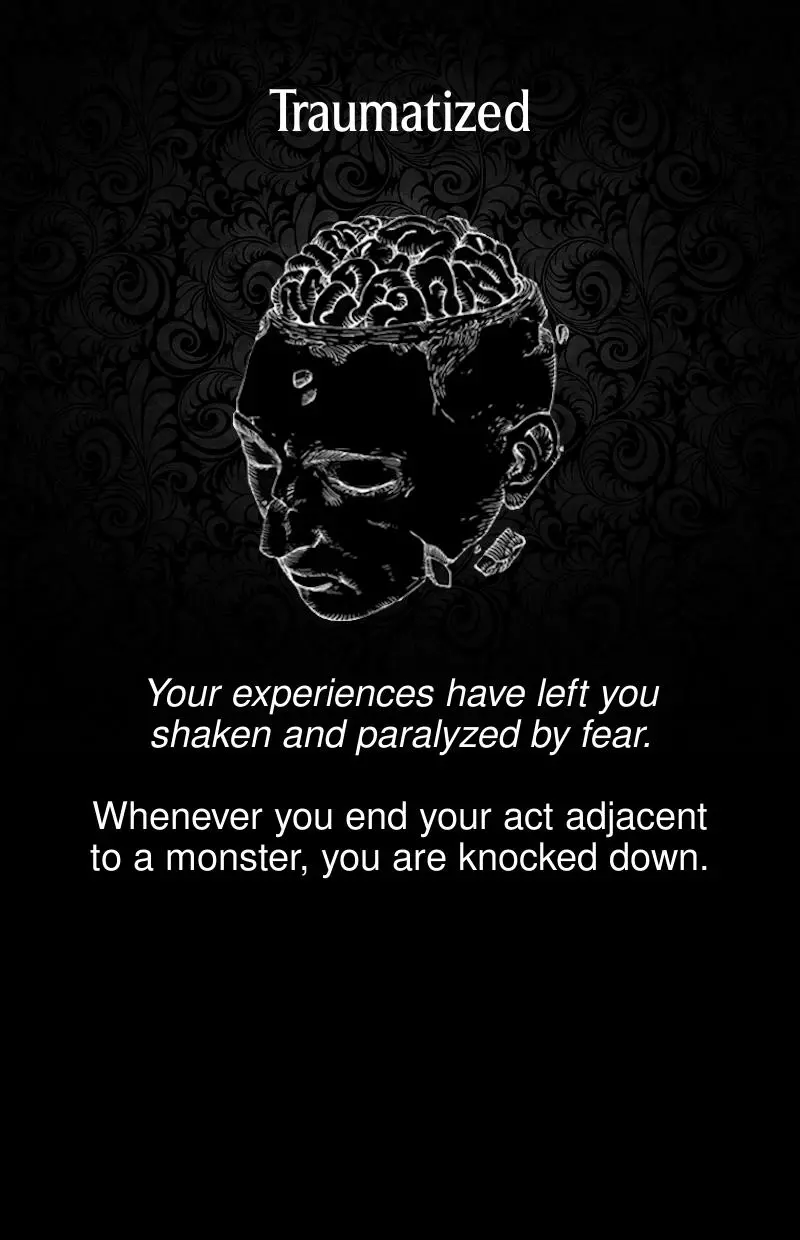 Traumatized
Your experiences have left you
shaken and paralyzed by fear.
Whenever you end your act adjacent
to a monster, you are knocked down.